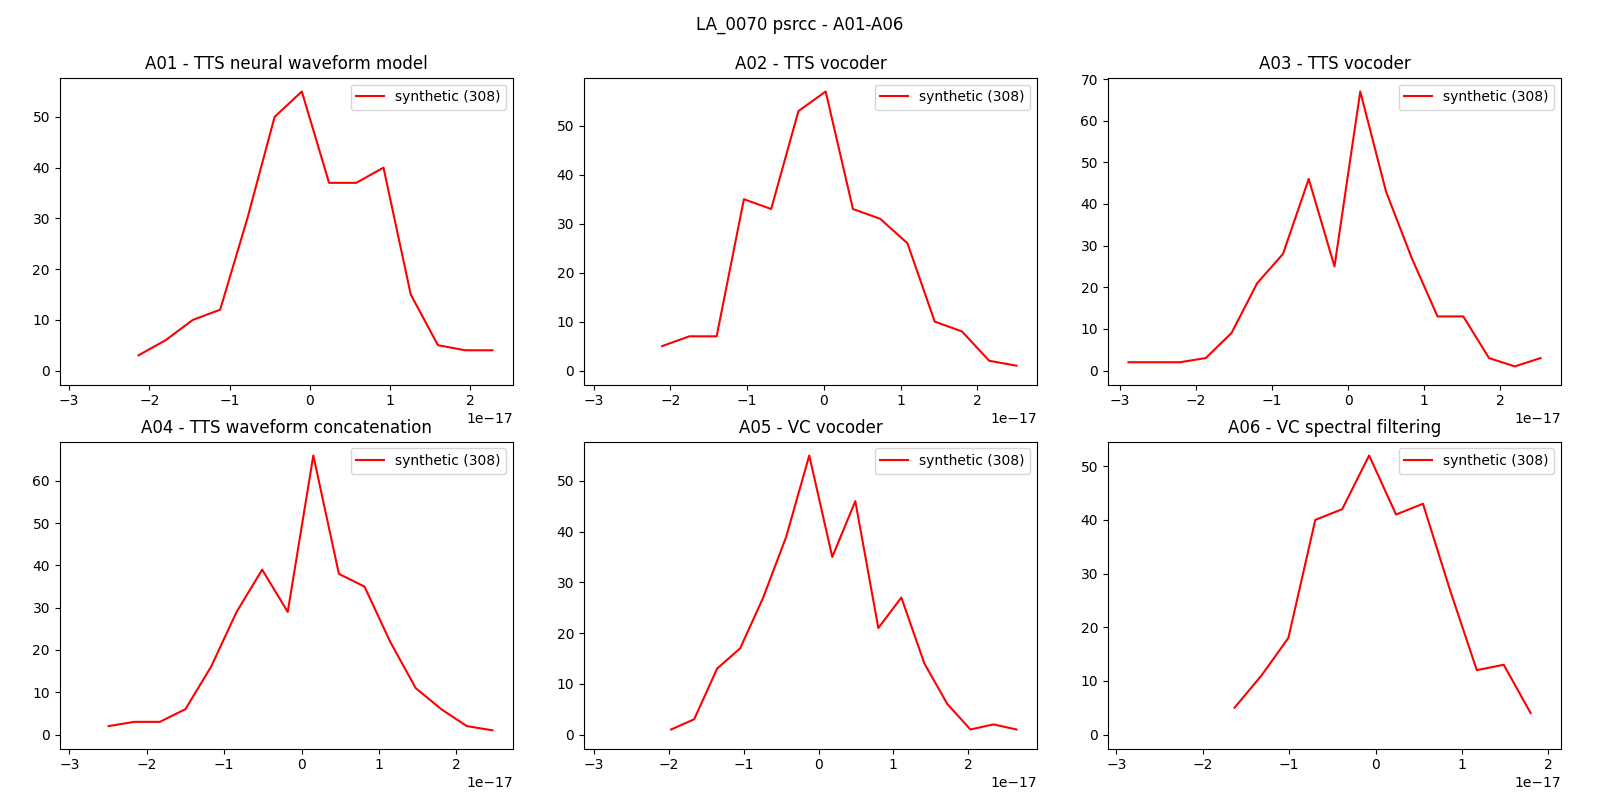 LA_0070 psrcc - A01-A06
A01 - TTS neural waveform model
synthetic (308)
50
40
30
20
10
0
−3 −2 −1 0 1 2
1e−17
A02 - TTS vocoder
synthetic (308)
50
40
30
20
10
0
−3 −2 −1 0 1 2
1e−17
A03 - TTS vocoder
synthetic (308)
70
60
50
40
30
20
10
0
−3 −2 −1 0 1 2
1e−17
A04 - TTS waveform concatenation
synthetic (308)
60
50
40
30
20
10
0
−3 −2 −1 0 1 2
1e−17
A05 - VC vocoder
synthetic (308)
50
40
30
20
10
0
−3 −2 −1 0 1 2
1e−17
A06 - VC spectral filtering
synthetic (308)
50
40
30
20
10
0
−3 −2 −1 0 1 2
1e−17